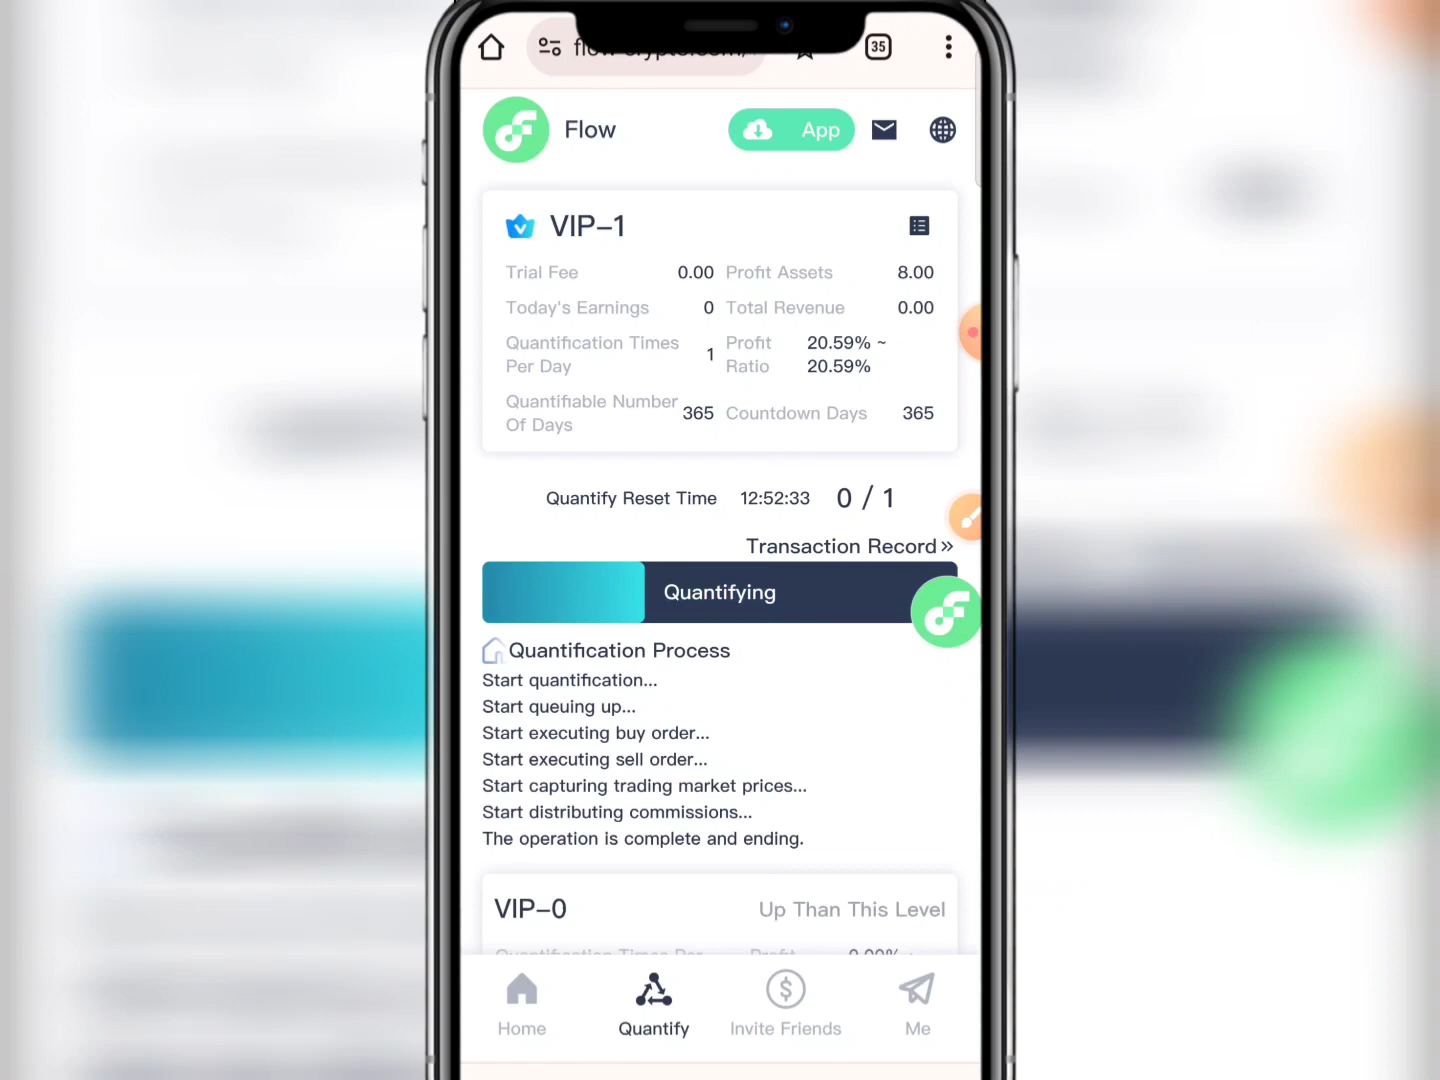 35
Flow
App
VIP-1
Trial Fee 0.00 Profit Assets 8.00
Today's Earnings 0 Total Revenue 0.00
Quantification Times Per Day 1 Profit Ratio 20.59% ~ 20.59%
Quantifiable Number Of Days 365 Countdown Days 365
Quantify Reset Time 12:52:33 0 / 1
Transaction Record »
Quantifying
Quantification Process
Start quantification...
Start queuing up...
Start executing buy order...
Start executing sell order...
Start capturing trading market prices...
Start distributing commissions...
The operation is complete and ending.
VIP-0 Up Than This Level
Home Quantify Invite Friends Me